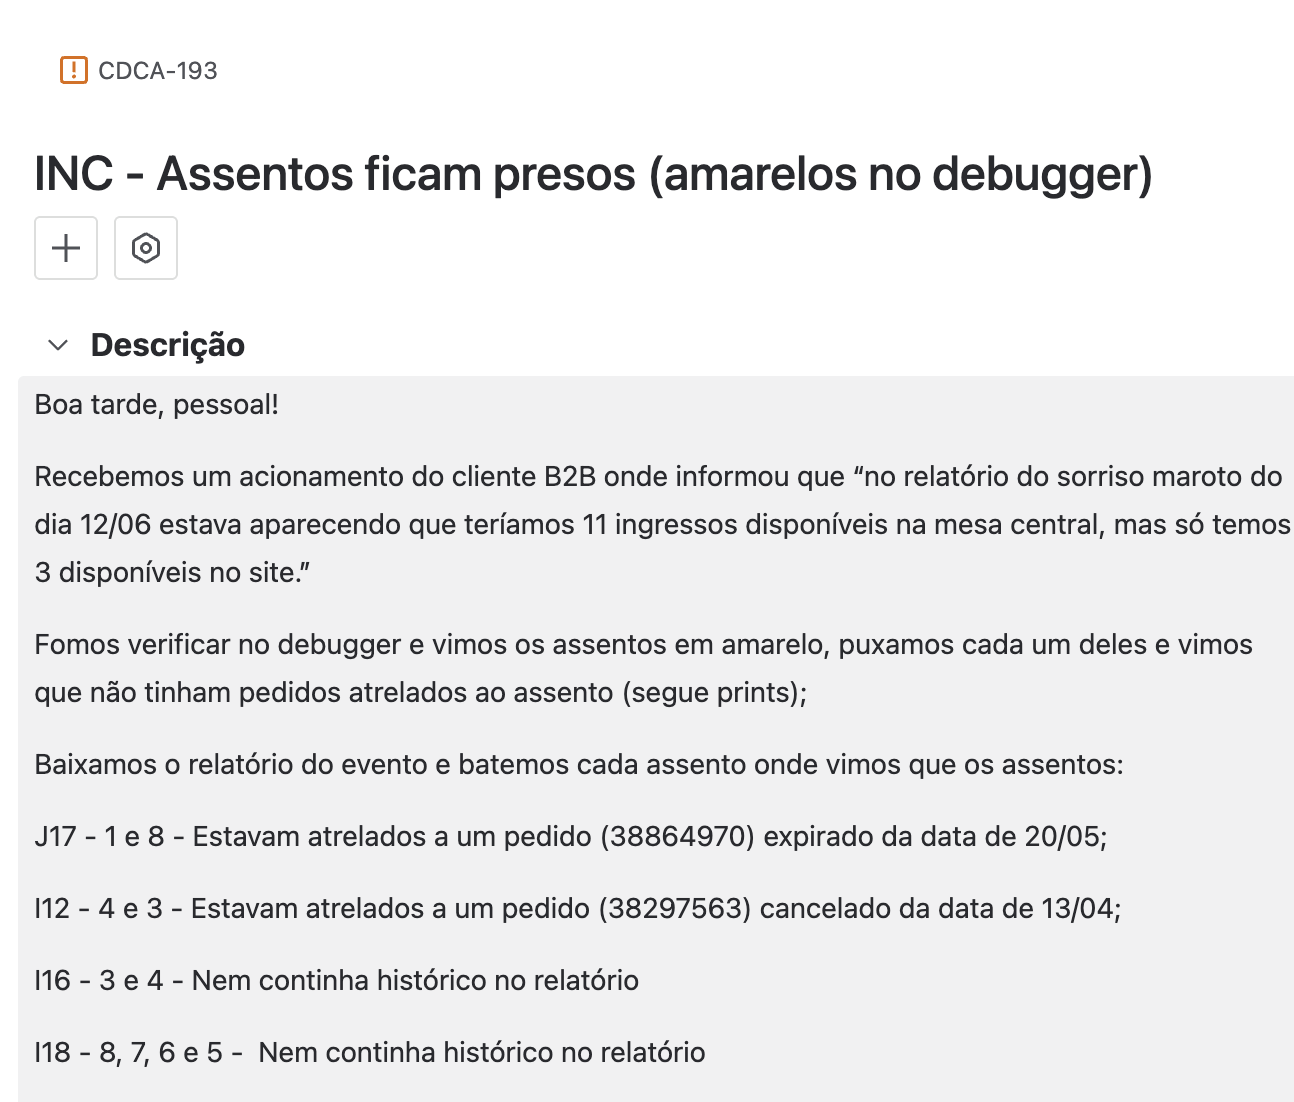 CDCA-193
INC - Assentos ficam presos (amarelos no debugger)
Descrição
Boa tarde, pessoal!
Recebemos um acionamento do cliente B2B onde informou que “no relatório do sorriso maroto do
dia 12/06 estava aparecendo que teríamos 11 ingressos disponíveis na mesa central, mas só temos
3 disponíveis no site.”
Fomos verificar no debugger e vimos os assentos em amarelo, puxamos cada um deles e vimos
que não tinham pedidos atrelados ao assento (segue prints);
Baixamos o relatório do evento e batemos cada assento onde vimos que os assentos:
J17 - 1 e 8 - Estavam atrelados a um pedido (38864970) expirado da data de 20/05;
I12 - 4 e 3 - Estavam atrelados a um pedido (38297563) cancelado da data de 13/04;
I16 - 3 e 4 - Nem continha histórico no relatório
I18 - 8, 7, 6 e 5 -  Nem continha histórico no relatório